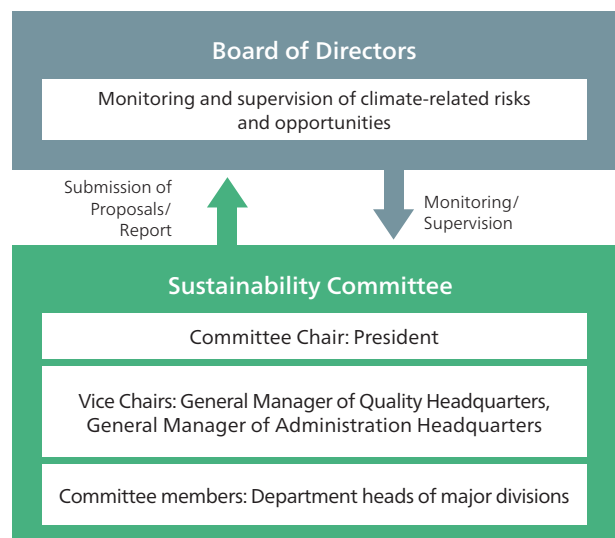 Board of Directors
Monitoring and supervision of climate-related risks
and opportunities
Submission of
Proposals/
Report
Monitoring/
Supervision
Sustainability Committee
Committee Chair: President
Vice Chairs: General Manager of Quality Headquarters,
General Manager of Administration Headquarters
Committee members: Department heads of major divisions